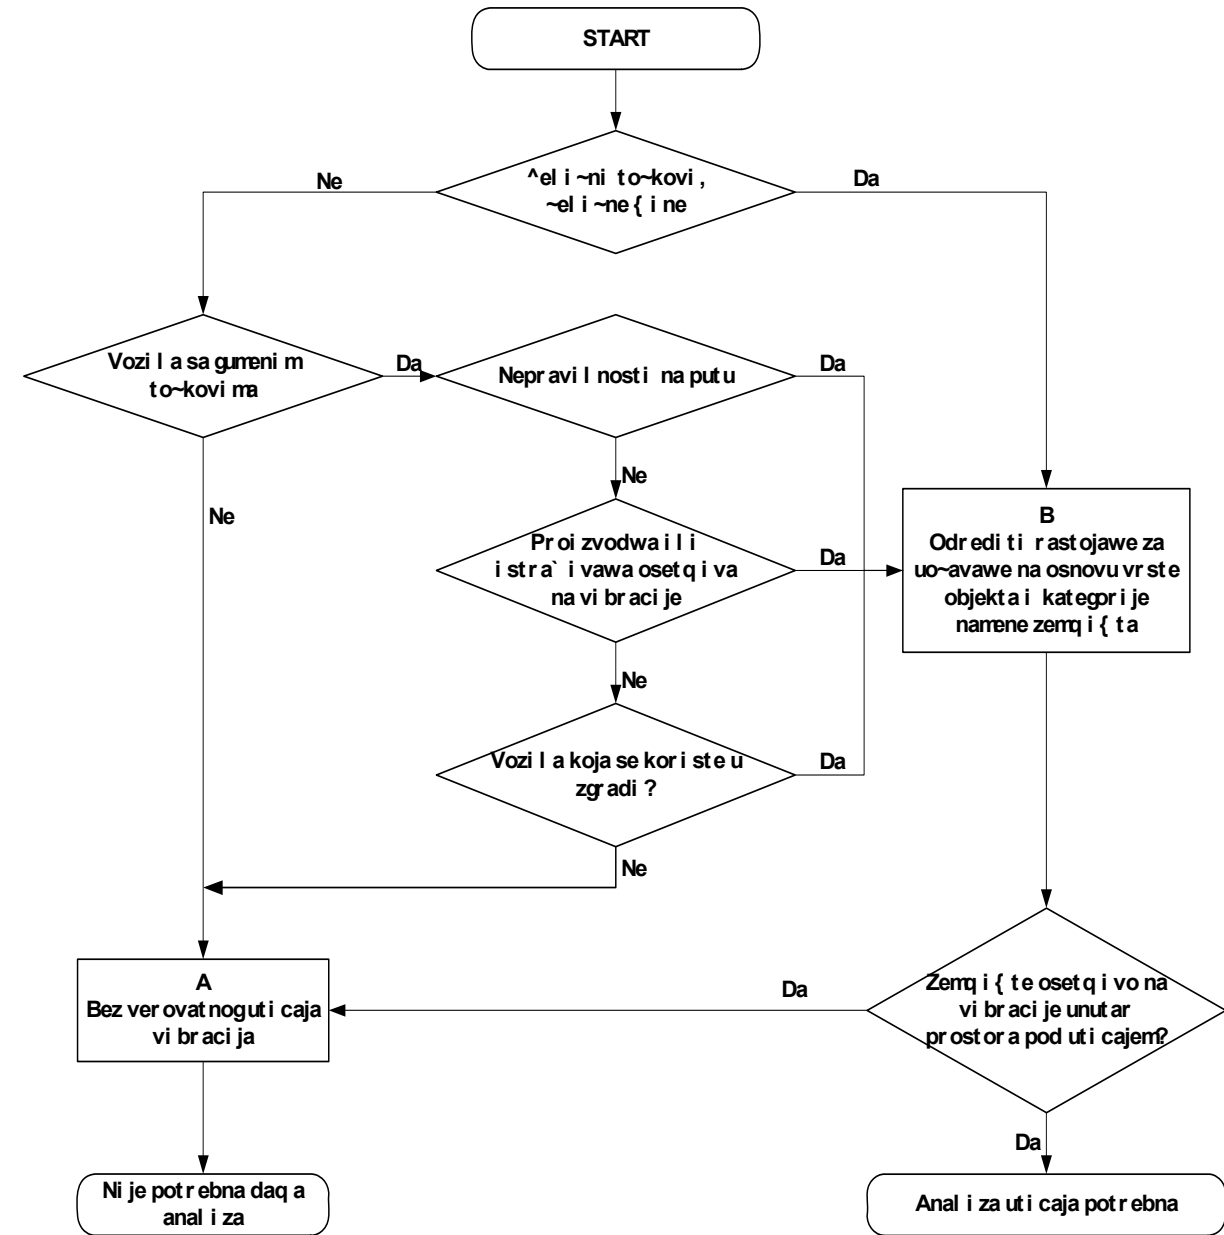 START
^eli~ni to~kovi,
~eli~ne {ine
Ne
Da
Vozila sa gumenim
to~kovima
Da
Nepravilnosti na putu
Da
Ne
Ne
Proizvodwa ili
istra`ivawa osetqiva
na vibracije
Da
B
Odrediti rastojawe za
uo~avawe na osnovu vrste
objekta i kategorije
namene zemqi{ta
Ne
Vozila koja se koriste u
zgradi?
Da
Ne
A
Bez verovatnog uticaja
vibracija
Da
Zemqi{te osetqivo na
vibracije unutar
prostora pod uticajem?
Da
Nije potrebna daqa
analiza
Analiza uticaja potrebna